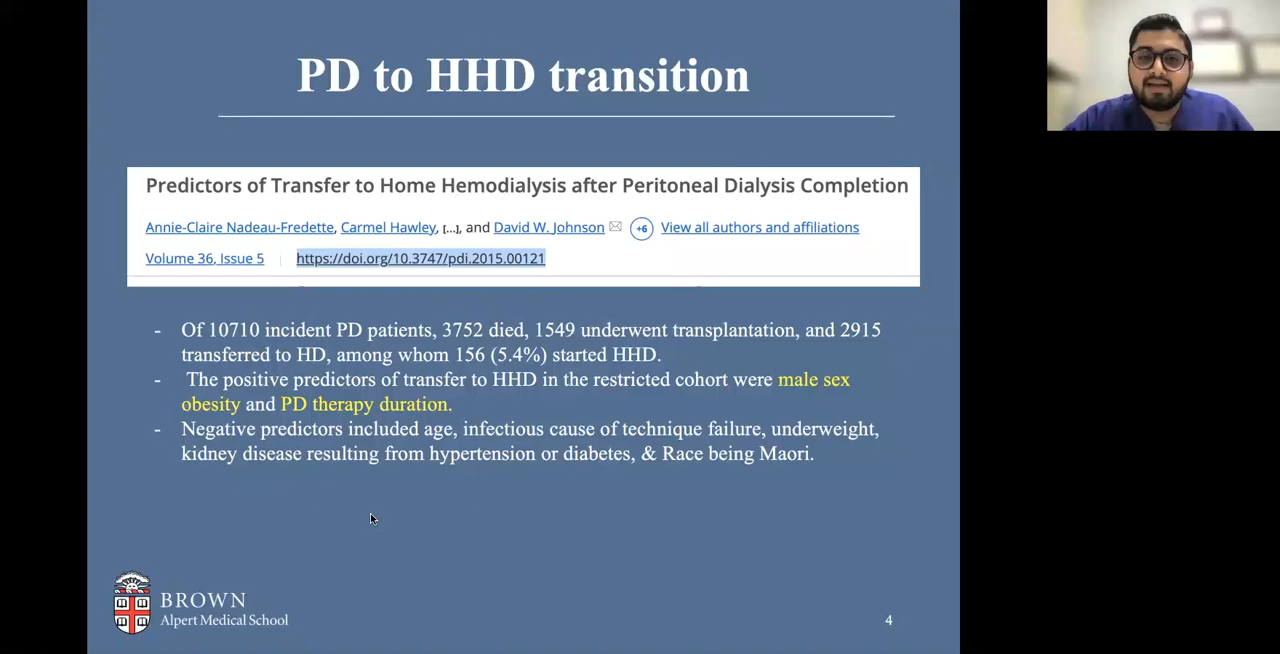 PD to HHD transition
Predictors of Transfer to Home Hemodialysis after Peritoneal Dialysis Completion
Annie-Claire Nadeau-Fredette, Carmel Hawley, [...], and David W. Johnson +6 View all authors and affiliations
Volume 36, Issue 5 | https://doi.org/10.3747/pdi.2015.00121
- Of 10710 incident PD patients, 3752 died, 1549 underwent transplantation, and 2915
transferred to HD, among whom 156 (5.4%) started HHD.
- The positive predictors of transfer to HHD in the restricted cohort were male sex
obesity and PD therapy duration.
- Negative predictors included age, infectious cause of technique failure, underweight,
kidney disease resulting from hypertension or diabetes, & Race being Maori.
BROWN
Alpert Medical School
4